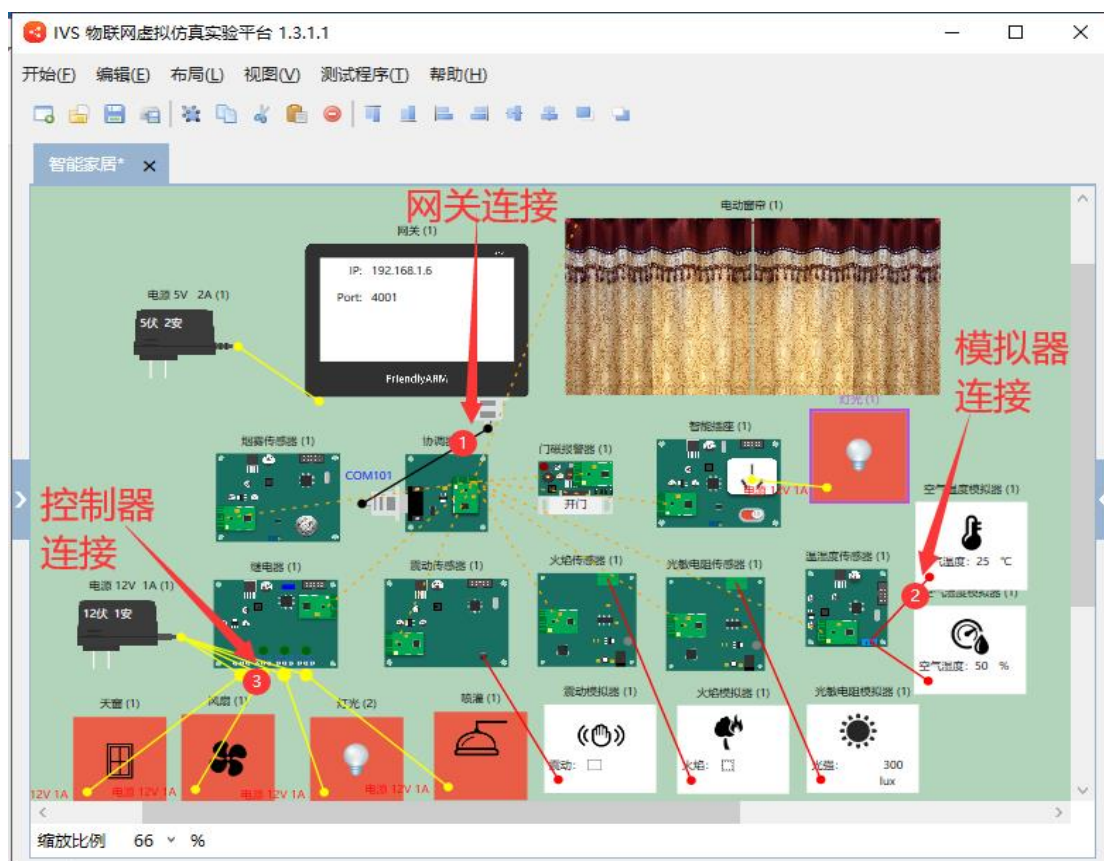 IVS 物联网虚拟仿真实验平台 1.3.1.1
开始(F) 编辑(E) 布局(L) 视图(V) 测试程序(T) 帮助(H)
智能家居*
网关连接
电动窗帘 (1)
网关 (1)
IP: 192.168.1.6
Port: 4001
FriendlyARM
电源 5V 2A (1)
5伏 2安
模拟器
连接
灯光 (1)
烟雾传感器 (1)
协调器
1
门磁报警器 (1)
开门
智能插座 (1)
电源 12V 1A
COM101
控制器
连接
空气温度模拟器 (1)
空气温度: 25 ℃
继电器 (1)
震动传感器 (1)
火焰传感器 (1)
光敏电阻传感器 (1)
温湿度传感器 (1)
2
空气湿度模拟器 (1)
空气湿度: 50 %
电源 12V 1A (1)
12伏 1安
3
天窗 (1)
风扇 (1)
灯光 (2)
喷灌 (1)
震动模拟器 (1)
震动:
火焰模拟器 (1)
火焰:
光敏电阻模拟器 (1)
光强: 300
lux
12V 1A
电源 12V 1A
电源 12V 1A
电源 12V 1A
缩放比例 66 %